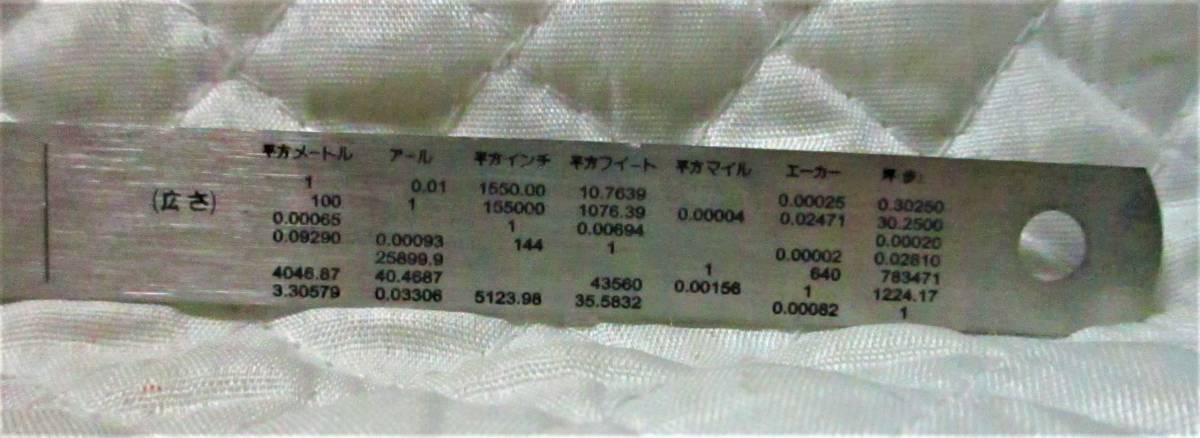 平方メートル アール 平方インチ 平方フィート 平方マイル エーカー 坪(歩)
(広さ)
1 0.01 1550.00 10.7639 0.00025 0.30250
100 1 155000 1076.39 0.00004 0.02471 30.2500
0.00065 1 0.00694 0.00020
0.09290 0.00093 144 1 0.00002 0.02810
25899.9 1 640 783471
4046.87 40.4687 43560 0.00156 1 1224.17
3.30579 0.03306 5123.98 35.5832 0.00082 1